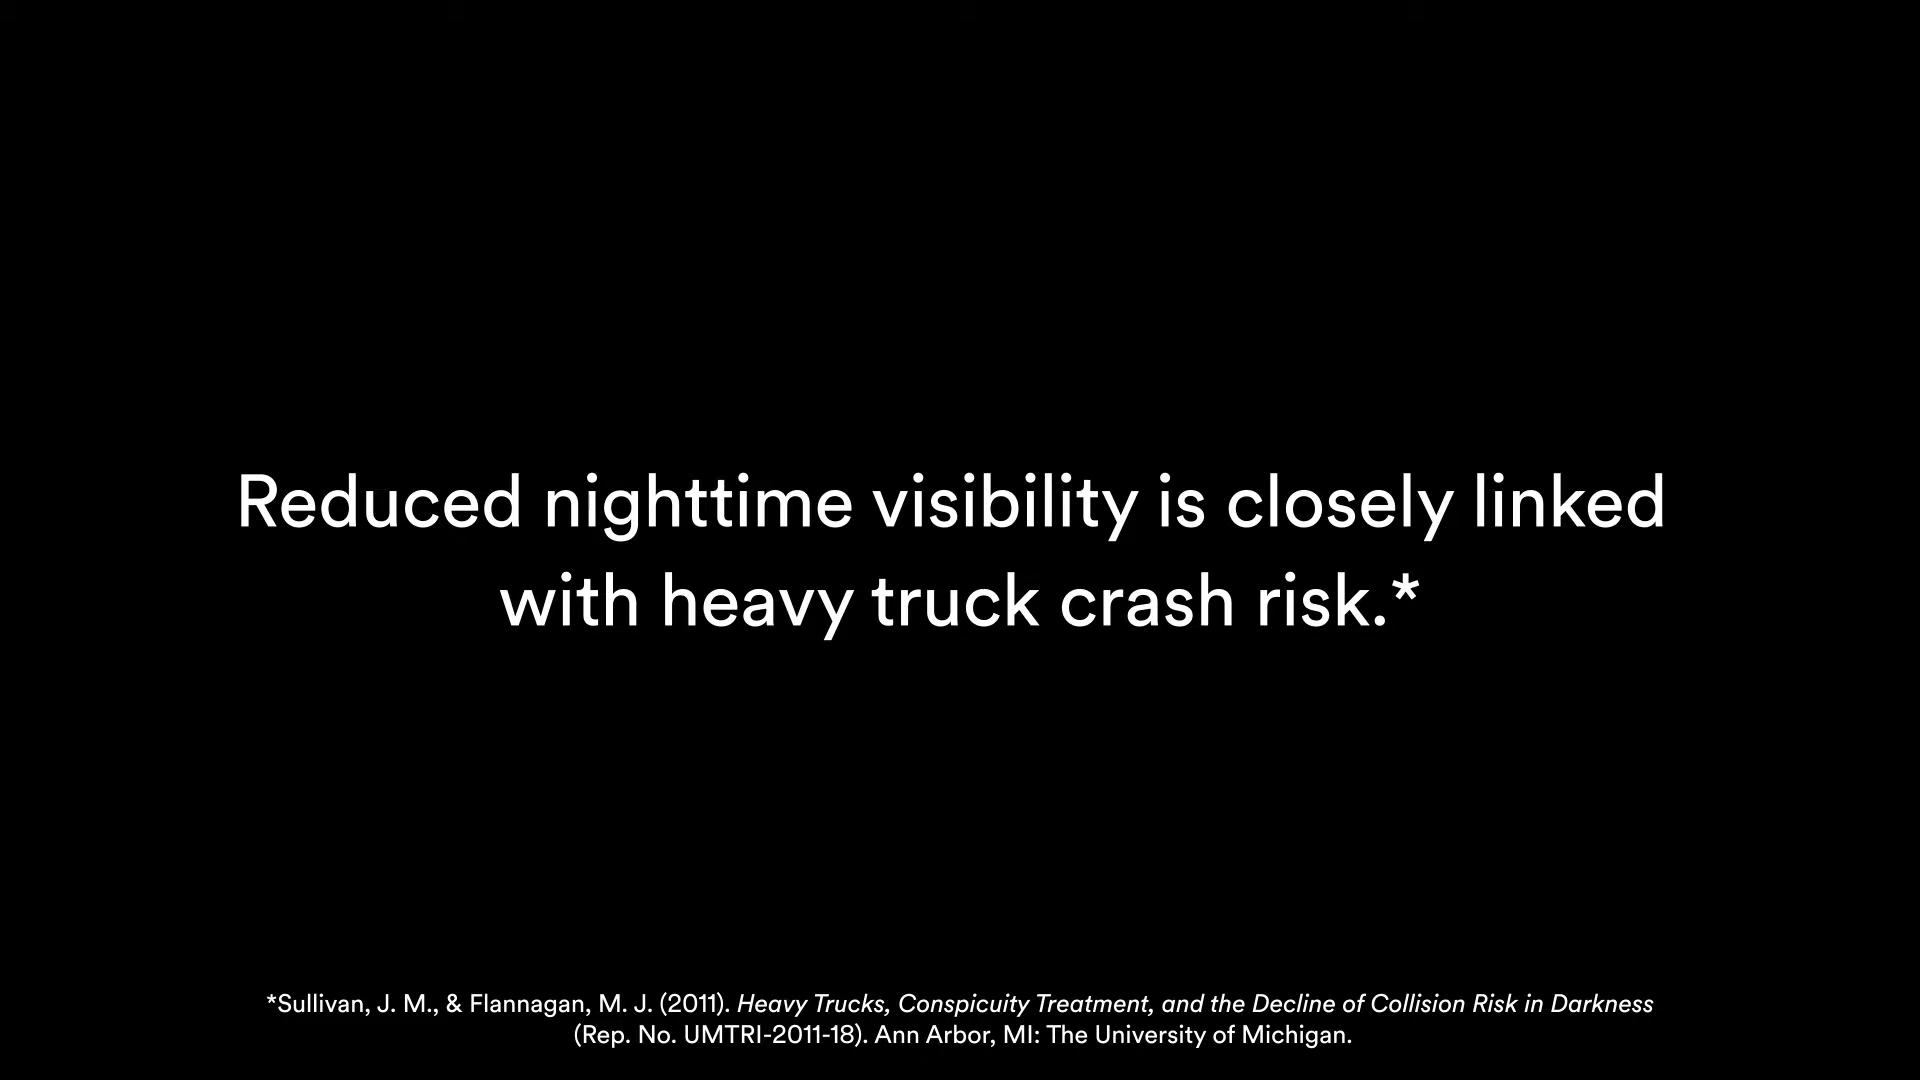 Reduced nighttime visibility is closely linked
with heavy truck crash risk.*
*Sullivan, J. M., & Flannagan, M. J. (2011). Heavy Trucks, Conspicuity Treatment, and the Decline of Collision Risk in Darkness
(Rep. No. UMTRI-2011-18). Ann Arbor, MI: The University of Michigan.